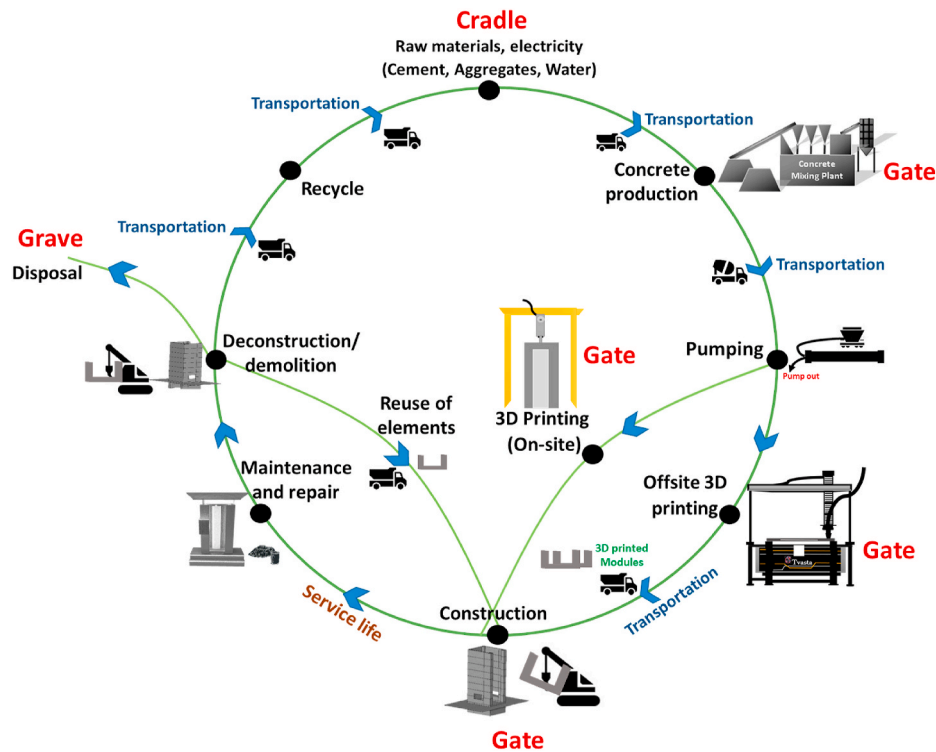 Cradle
Raw materials, electricity
(Cement, Aggregates, Water)
Transportation
Transportation
Concrete
production
Concrete
Mixing Plant
Gate
Recycle
Transportation
Grave
Disposal
Transportation
Deconstruction/
demolition
Gate
Pumping
Pump out
3D Printing
(On-site)
Reuse of
elements
Maintenance
and repair
Offsite 3D
printing
Tvasta
Gate
3D printed
Modules
Transportation
Service life
Construction
Gate